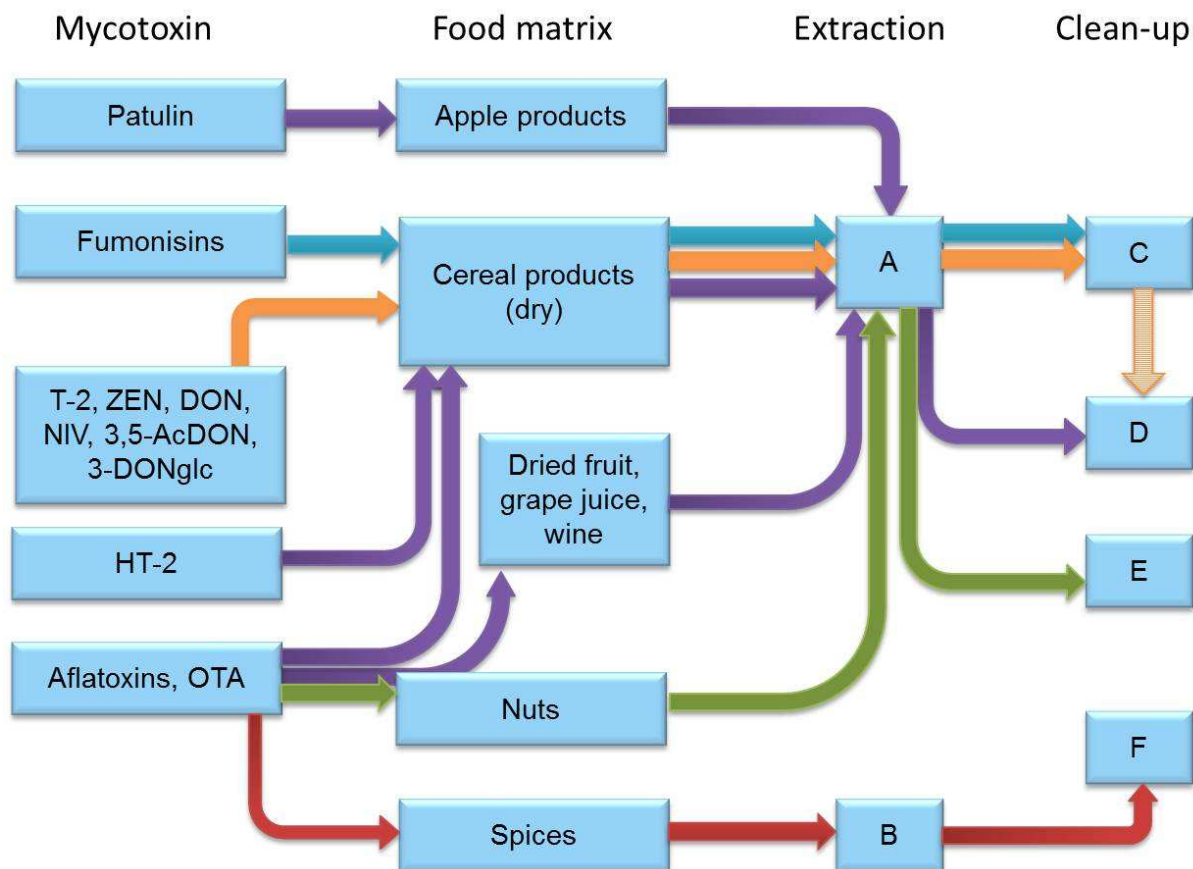 Mycotoxin Food matrix Extraction Clean-up
Patulin
Apple products
Fumonisins
Cereal products
(dry)
A
C
T-2, ZEN, DON,
NIV, 3,5-AcDON,
3-DONglc
Dried fruit,
grape juice,
wine
D
HT-2
E
Aflatoxins, OTA
Nuts
F
Spices
B